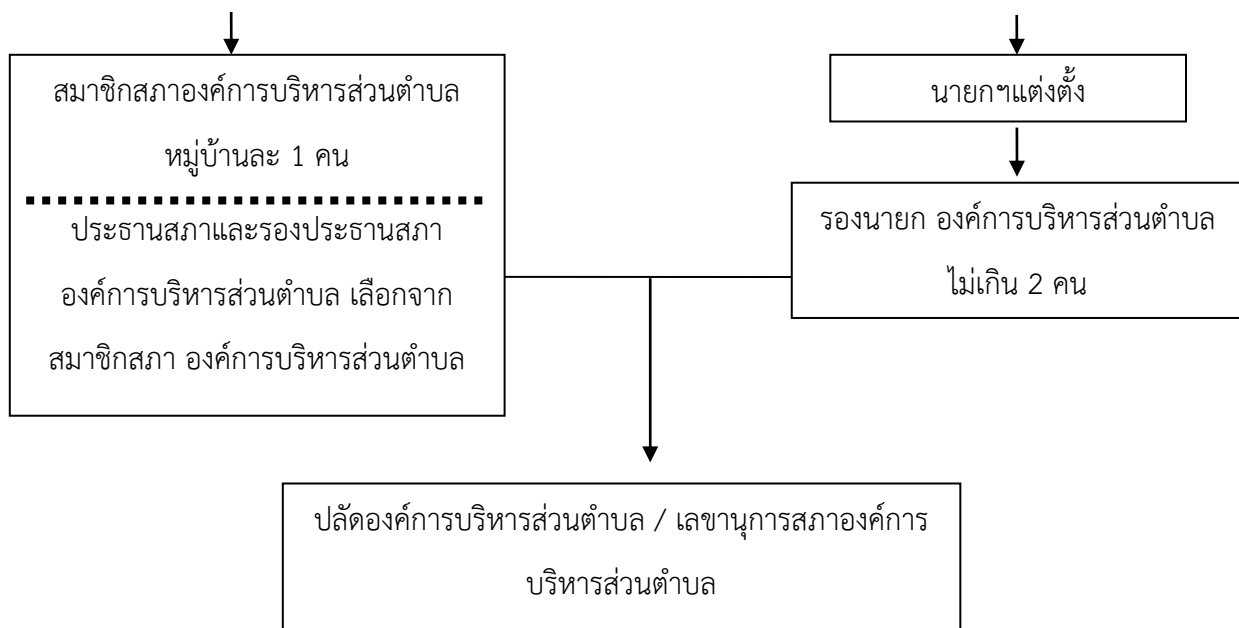 สมาชิกสภาองค์การบริหารส่วนตำบล
หมู่บ้านละ 1 คน
ประธานสภาและรองประธานสภา
องค์การบริหารส่วนตำบล เลือกจาก
สมาชิกสภา องค์การบริหารส่วนตำบล
นายกฯแต่งตั้ง
รองนายก องค์การบริหารส่วนตำบล
ไม่เกิน 2 คน
ปลัดองค์การบริหารส่วนตำบล / เลขานุการสภาองค์การ
บริหารส่วนตำบล